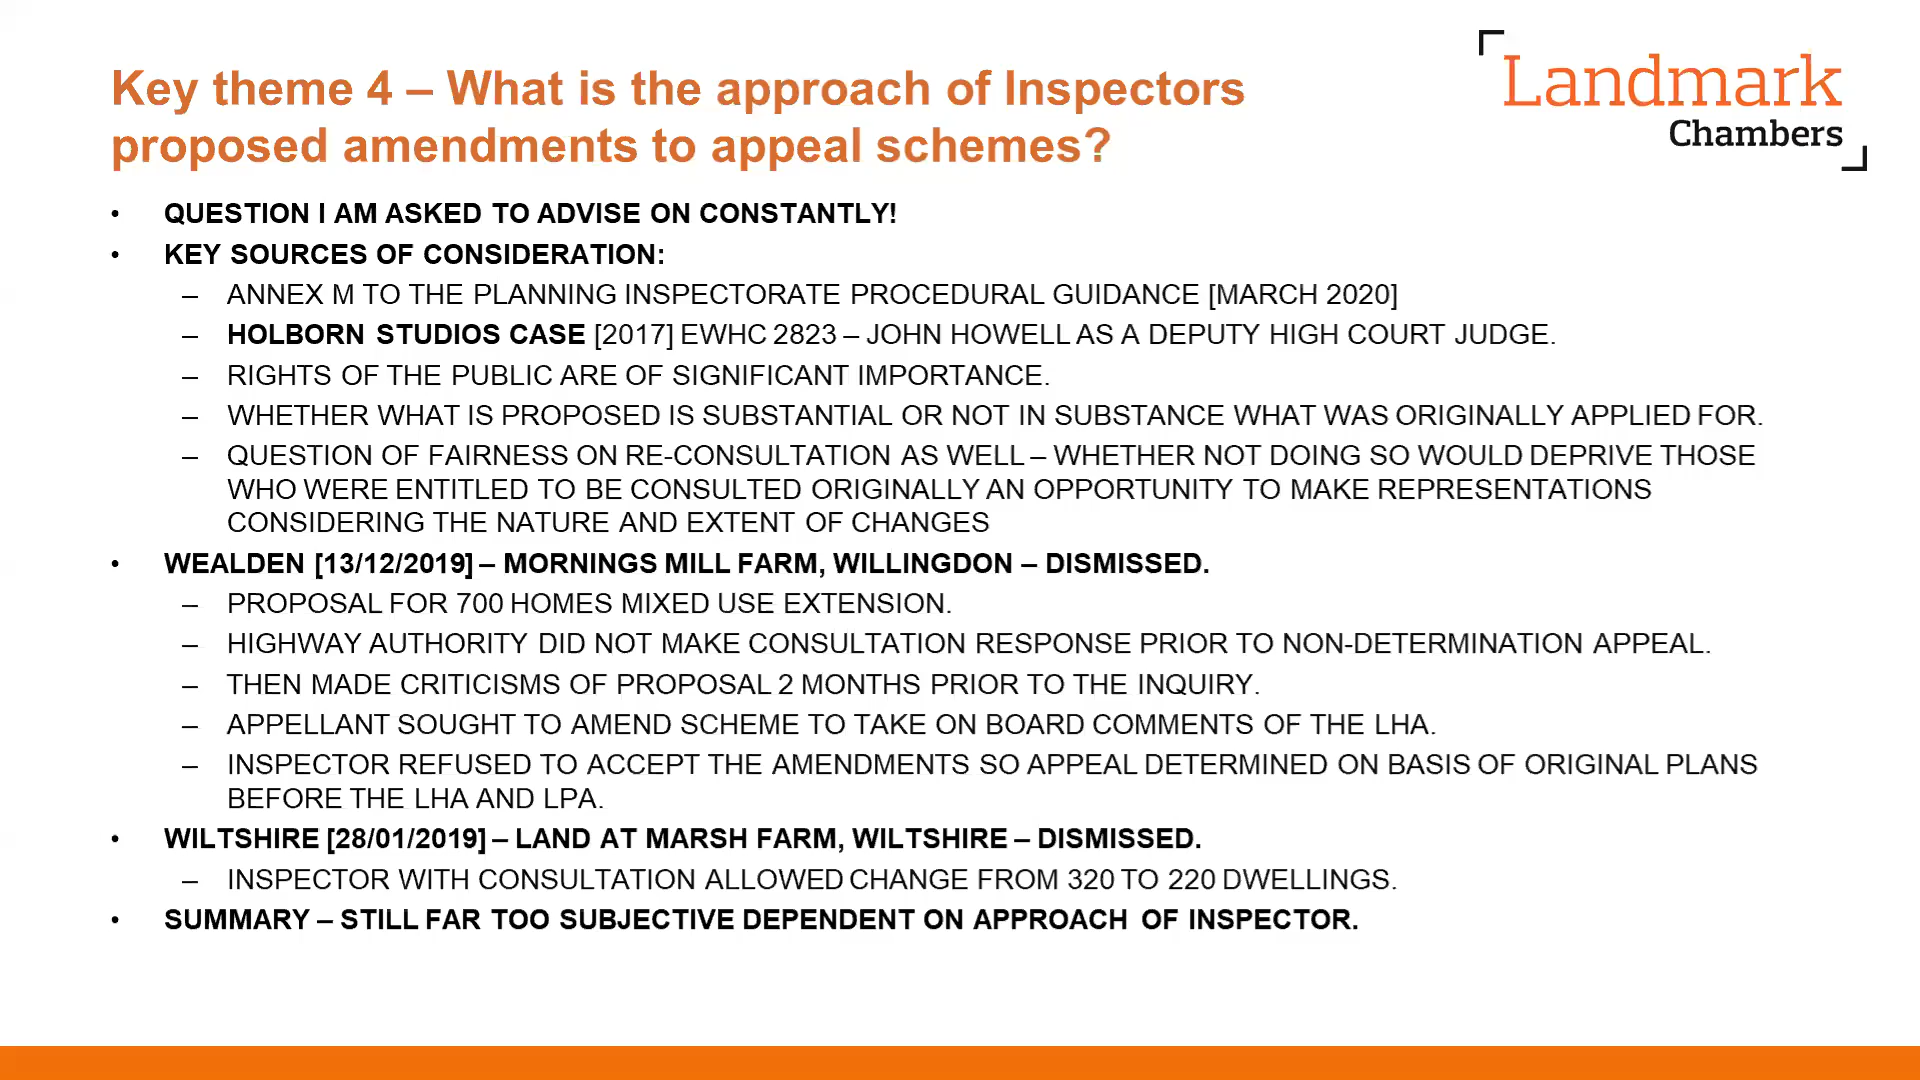 Key theme 4 – What is the approach of Inspectors
proposed amendments to appeal schemes?
Landmark
Chambers
• QUESTION I AM ASKED TO ADVISE ON CONSTANTLY!
• KEY SOURCES OF CONSIDERATION:
– ANNEX M TO THE PLANNING INSPECTORATE PROCEDURAL GUIDANCE [MARCH 2020]
– HOLBORN STUDIOS CASE [2017] EWHC 2823 – JOHN HOWELL AS A DEPUTY HIGH COURT JUDGE.
– RIGHTS OF THE PUBLIC ARE OF SIGNIFICANT IMPORTANCE.
– WHETHER WHAT IS PROPOSED IS SUBSTANTIAL OR NOT IN SUBSTANCE WHAT WAS ORIGINALLY APPLIED FOR.
– QUESTION OF FAIRNESS ON RE-CONSULTATION AS WELL – WHETHER NOT DOING SO WOULD DEPRIVE THOSE
WHO WERE ENTITLED TO BE CONSULTED ORIGINALLY AN OPPORTUNITY TO MAKE REPRESENTATIONS
CONSIDERING THE NATURE AND EXTENT OF CHANGES
• WEALDEN [13/12/2019] – MORNINGS MILL FARM, WILLINGDON – DISMISSED.
– PROPOSAL FOR 700 HOMES MIXED USE EXTENSION.
– HIGHWAY AUTHORITY DID NOT MAKE CONSULTATION RESPONSE PRIOR TO NON-DETERMINATION APPEAL.
– THEN MADE CRITICISMS OF PROPOSAL 2 MONTHS PRIOR TO THE INQUIRY.
– APPELLANT SOUGHT TO AMEND SCHEME TO TAKE ON BOARD COMMENTS OF THE LHA.
– INSPECTOR REFUSED TO ACCEPT THE AMENDMENTS SO APPEAL DETERMINED ON BASIS OF ORIGINAL PLANS
BEFORE THE LHA AND LPA.
• WILTSHIRE [28/01/2019] – LAND AT MARSH FARM, WILTSHIRE – DISMISSED.
– INSPECTOR WITH CONSULTATION ALLOWED CHANGE FROM 320 TO 220 DWELLINGS.
• SUMMARY – STILL FAR TOO SUBJECTIVE DEPENDENT ON APPROACH OF INSPECTOR.